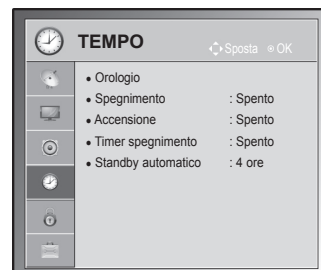 TEMPO
Sposta OK
• Orologio
• Spegnimento : Spento
• Accensione : Spento
• Timer spegnimento : Spento
• Standby automatico : 4 ore